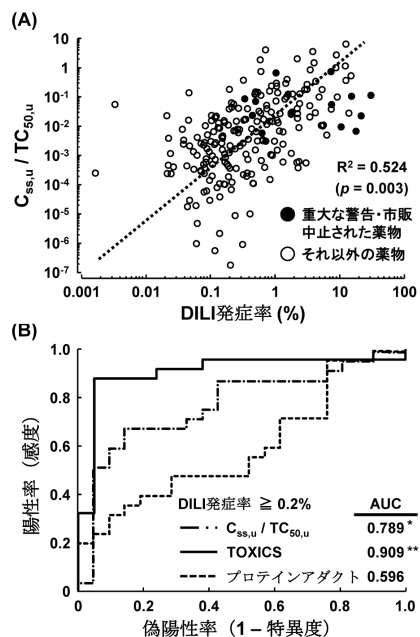 (A)
10²
10¹
1
10⁻¹
10⁻²
10⁻³
10⁻⁴
10⁻⁵
10⁻⁶
10⁻⁷
Css,u / TC50,u
R² = 0.524
(p = 0.003)
重大な警告・市販
中止された薬物
それ以外の薬物
0.001 0.01 0.1 1 10 100
DILI発症率 (%)
(B)
1.0
0.8
0.6
0.4
0.2
0
陽性率（感度）
DILI発症率 ≧ 0.2% AUC
Css,u / TC50,u 0.789 *
TOXICS 0.909 **
プロテインアダクト 0.596
0 0.2 0.4 0.6 0.8 1.0
偽陽性率（1 – 特異度）